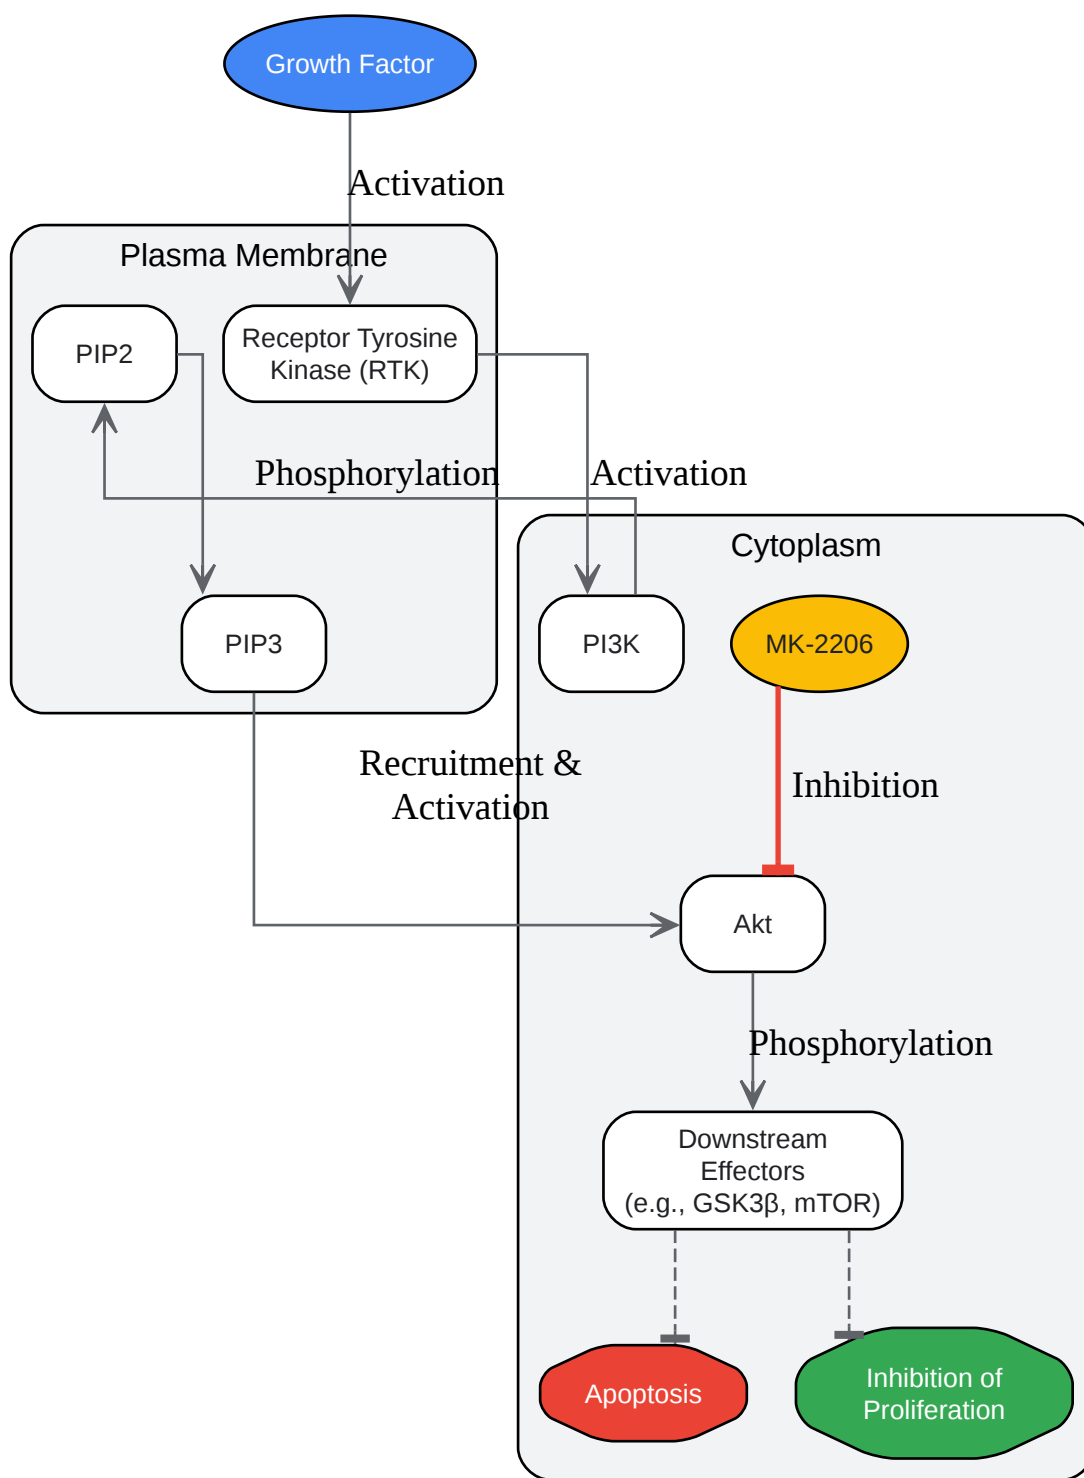 Growth Factor
Activation
Plasma Membrane
PIP2
Receptor Tyrosine
Kinase (RTK)
Phosphorylation
Activation
Cytoplasm
PIP3
PI3K
MK-2206
Recruitment &
Activation
Inhibition
Akt
Phosphorylation
Downstream
Effectors
(e.g., GSK3β, mTOR)
Apoptosis
Inhibition of
Proliferation